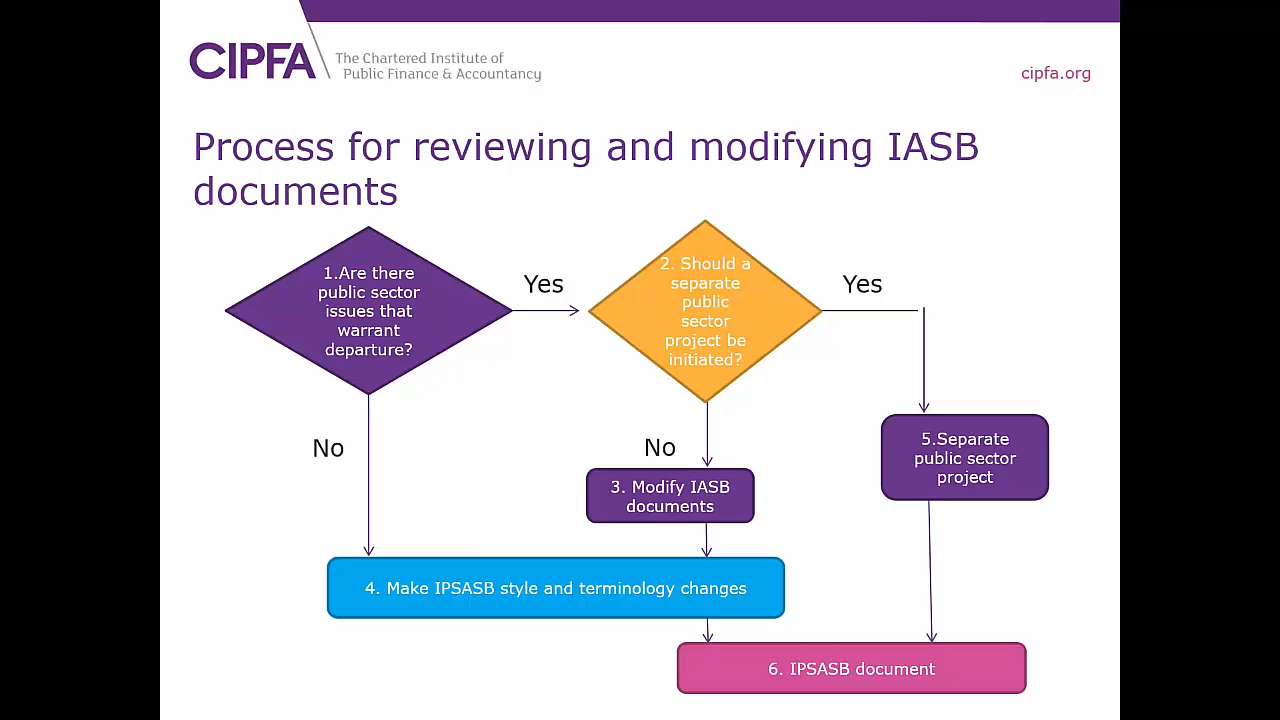 CIPFA
The Chartered Institute of
Public Finance & Accountancy
cipfa.org
Process for reviewing and modifying IASB
documents
1.Are there
public sector
issues that
warrant
departure?
Yes
2. Should a
separate
public
sector
project be
initiated?
Yes
No
No
5.Separate
public sector
project
3. Modify IASB
documents
4. Make IPSASB style and terminology changes
6. IPSASB document